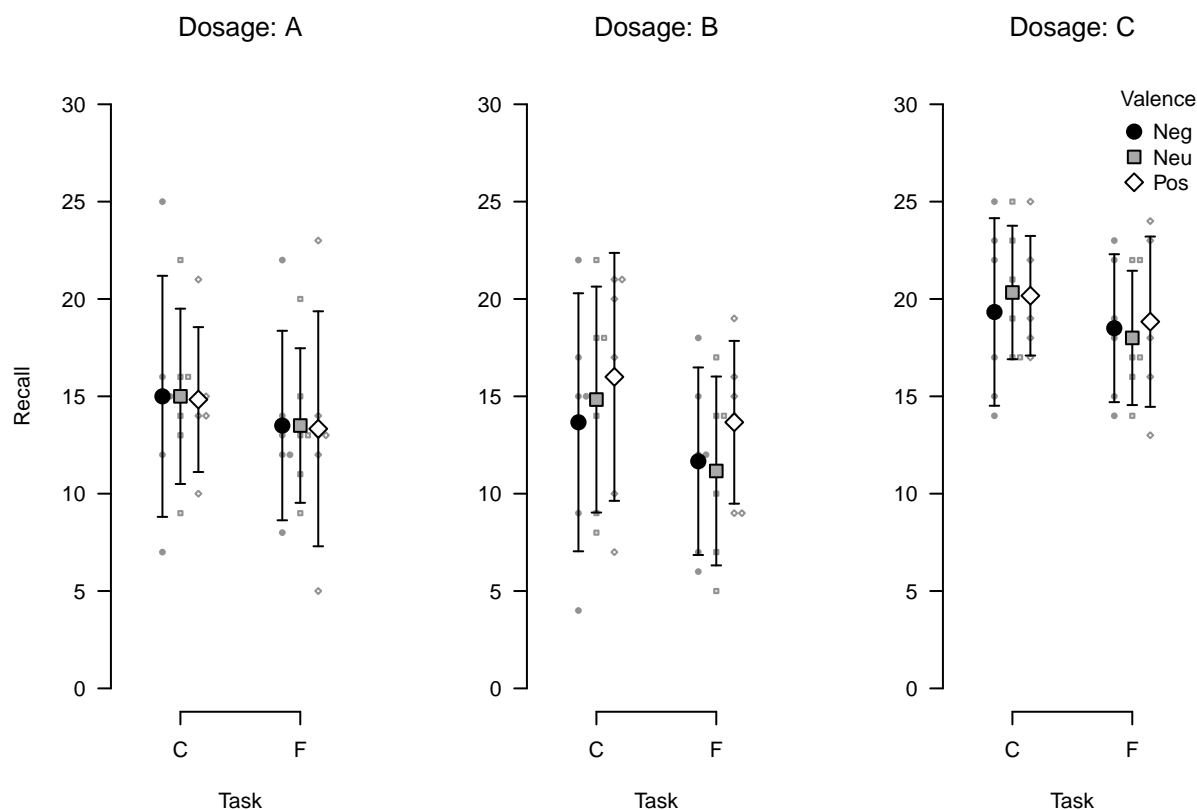 Dosage: A
Dosage: B
Dosage: C
Recall
30
25
20
15
10
5
0
C
F
Task
30
25
20
15
10
5
0
C
F
Task
30
25
20
15
10
5
0
C
F
Task
Valence
Neg
Neu
Pos